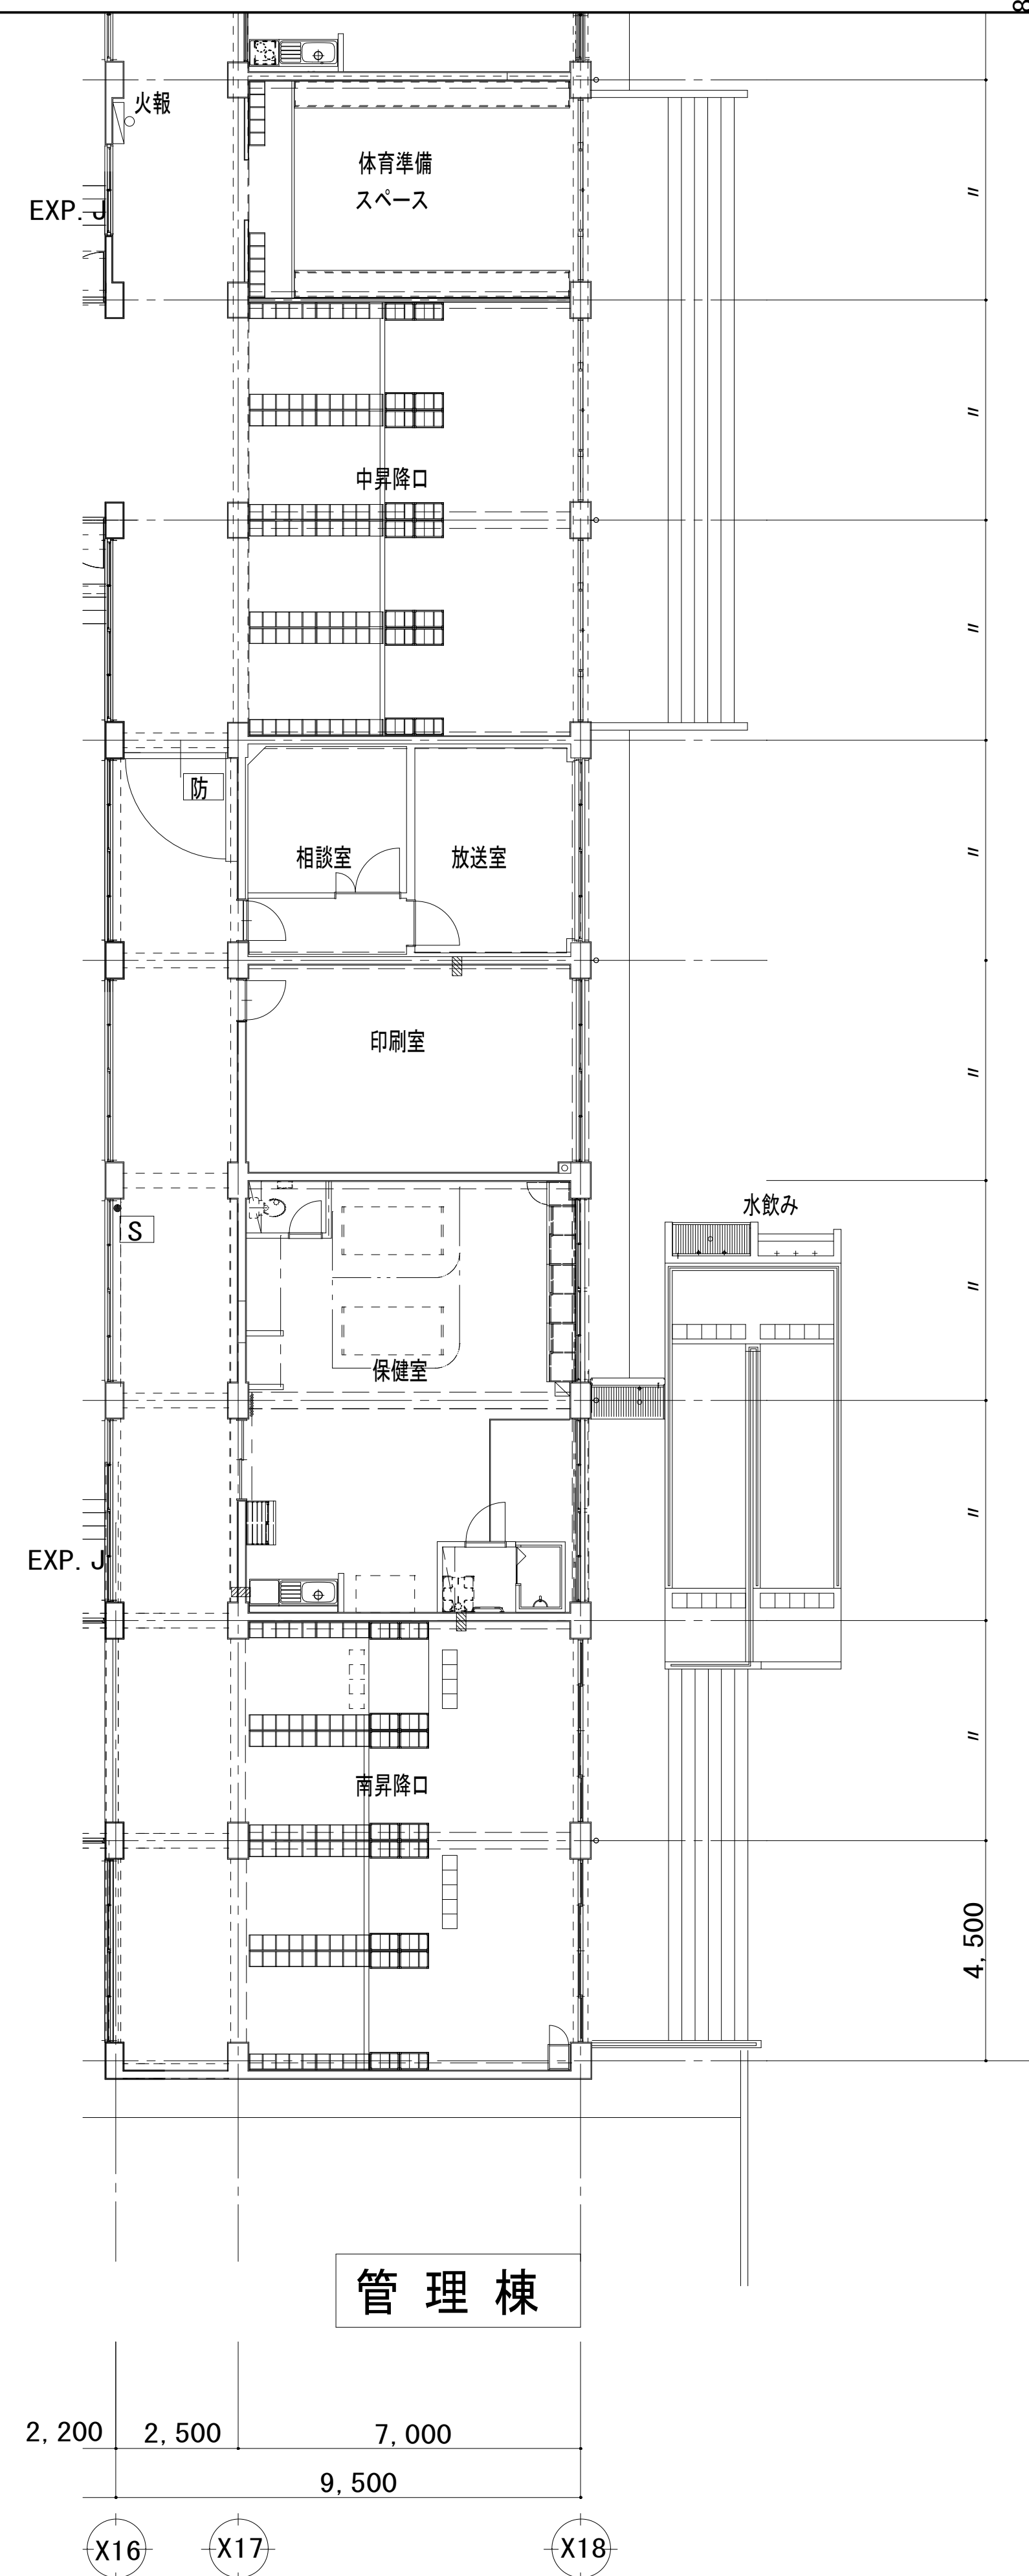 8
火報
体育準備
スペース
〃
EXP. J
〃
中昇降口
〃
防
相談室
放送室
〃
印刷室
〃
水飲み
S
〃
保健室
〃
EXP. J
〃
南昇降口
4, 500
管 理 棟
2, 200
2, 500
7, 000
9, 500
X16
X17
X18